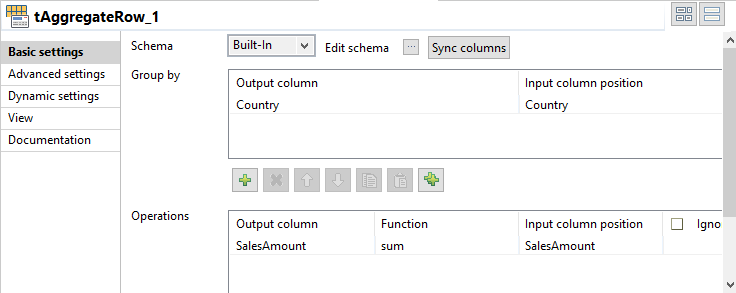 tAggregateRow_1
Basic settings
Advanced settings
Dynamic settings
View
Documentation
Schema Built-In Edit schema ... Sync columns
Group by
Output column Input column position
Country Country
Operations
Output column Function Input column position Igno
SalesAmount sum SalesAmount